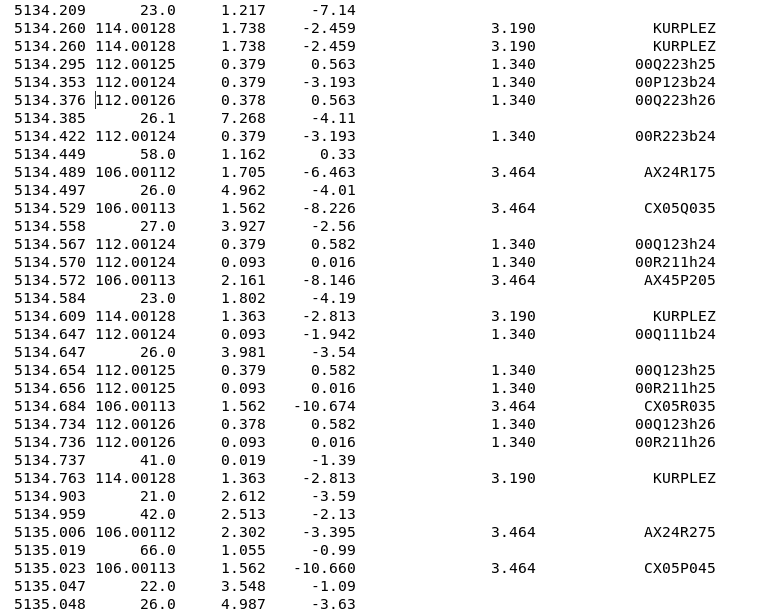 5134.209 23.0 1.217 -7.14
5134.260 114.00128 1.738 -2.459 3.190 KURPLEZ
5134.260 114.00128 1.738 -2.459 3.190 KURPLEZ
5134.295 112.00125 0.379 0.563 1.340 00Q223h25
5134.353 112.00124 0.379 -3.193 1.340 00P123b24
5134.376 112.00126 0.378 0.563 1.340 00Q223h26
5134.385 26.1 7.268 -4.11
5134.422 112.00124 0.379 -3.193 1.340 00R223b24
5134.449 58.0 1.162 0.33
5134.489 106.00112 1.705 -6.463 3.464 AX24R175
5134.497 26.0 4.962 -4.01
5134.529 106.00113 1.562 -8.226 3.464 CX05Q035
5134.558 27.0 3.927 -2.56
5134.567 112.00124 0.379 0.582 1.340 00Q123h24
5134.570 112.00124 0.093 0.016 1.340 00R211h24
5134.572 106.00113 2.161 -8.146 3.464 AX45P205
5134.584 23.0 1.802 -4.19
5134.609 114.00128 1.363 -2.813 3.190 KURPLEZ
5134.647 112.00124 0.093 -1.942 1.340 00Q111b24
5134.647 26.0 3.981 -3.54
5134.654 112.00125 0.379 0.582 1.340 00Q123h25
5134.656 112.00125 0.093 0.016 1.340 00R211h25
5134.684 106.00113 1.562 -10.674 3.464 CX05R035
5134.734 112.00126 0.378 0.582 1.340 00Q123h26
5134.736 112.00126 0.093 0.016 1.340 00R211h26
5134.737 41.0 0.019 -1.39
5134.763 114.00128 1.363 -2.813 3.190 KURPLEZ
5134.903 21.0 2.612 -3.59
5134.959 42.0 2.513 -2.13
5135.006 106.00112 2.302 -3.395 3.464 AX24R275
5135.019 66.0 1.055 -0.99
5135.023 106.00113 1.562 -10.660 3.464 CX05P045
5135.047 22.0 3.548 -1.09
5135.048 26.0 4.987 -3.63